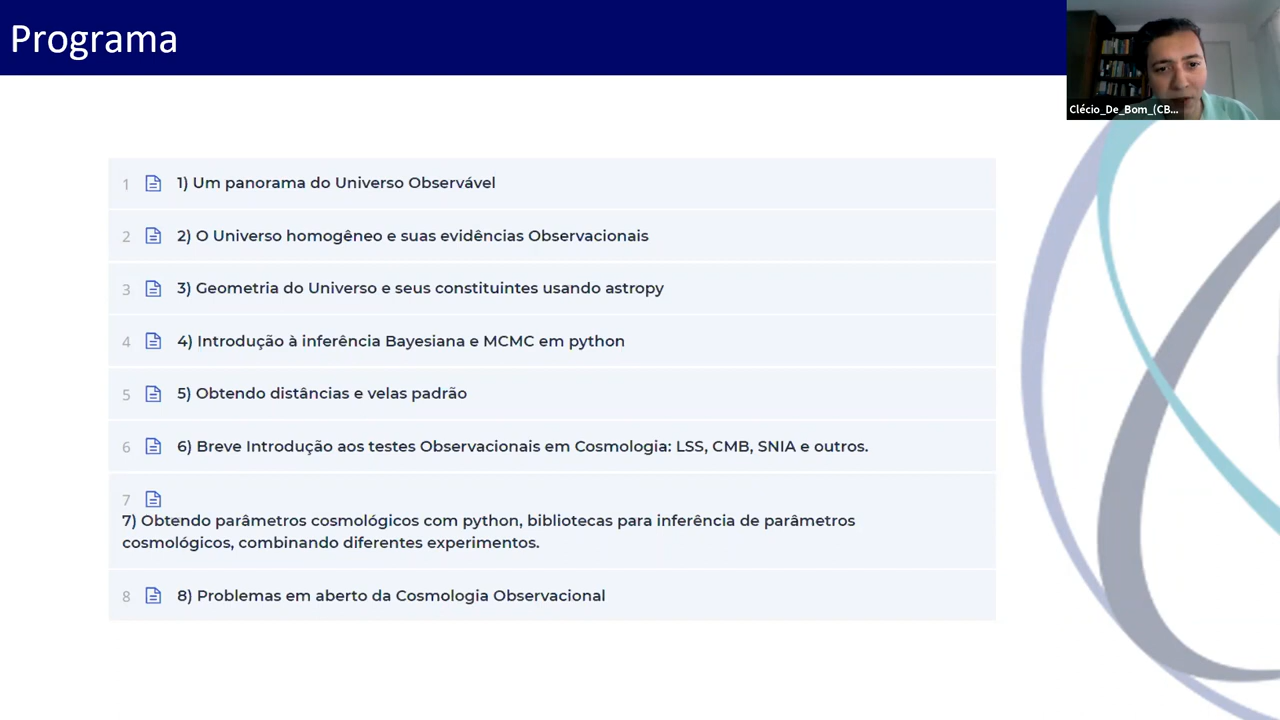 Programa
Clécio_De_Bom_(CB...
1 1) Um panorama do Universo Observável
2 2) O Universo homogêneo e suas evidências Observacionais
3 3) Geometria do Universo e seus constituintes usando astropy
4 4) Introdução à inferência Bayesiana e MCMC em python
5 5) Obtendo distâncias e velas padrão
6 6) Breve Introdução aos testes Observacionais em Cosmologia: LSS, CMB, SNIA e outros.
7
7) Obtendo parâmetros cosmológicos com python, bibliotecas para inferência de parâmetros
cosmológicos, combinando diferentes experimentos.
8 8) Problemas em aberto da Cosmologia Observacional